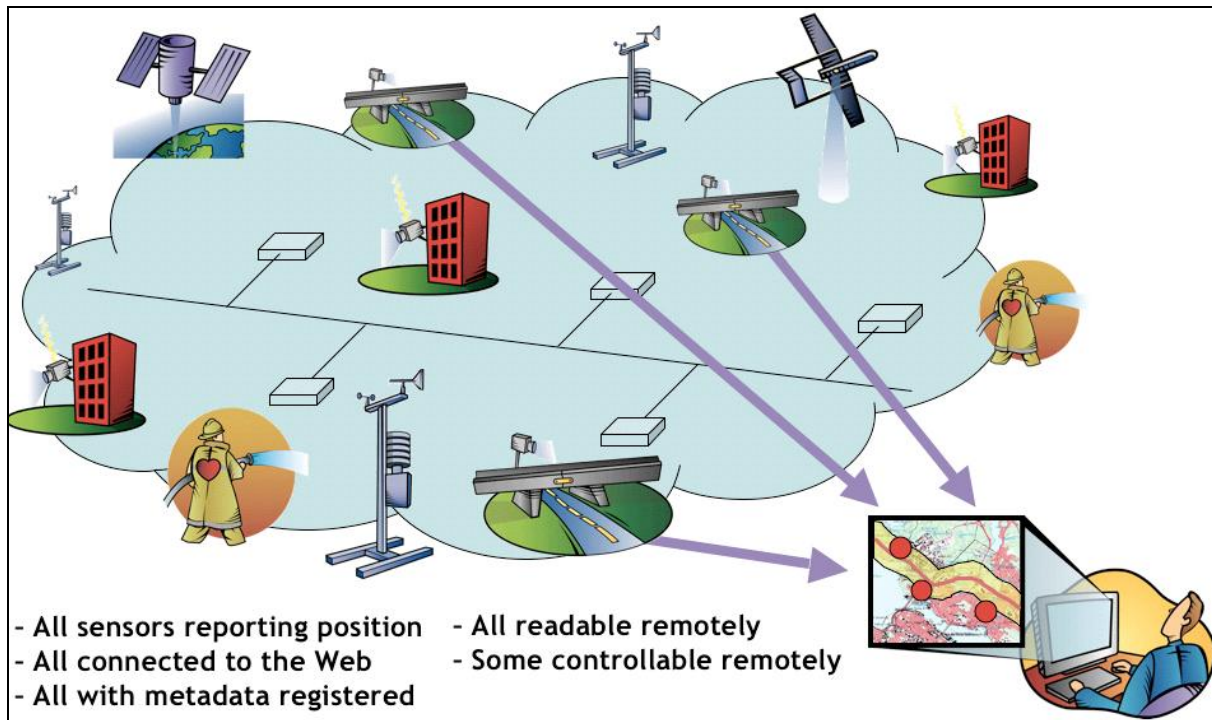 - All sensors reporting position
- All connected to the Web
- All with metadata registered
- All readable remotely
- Some controllable remotely